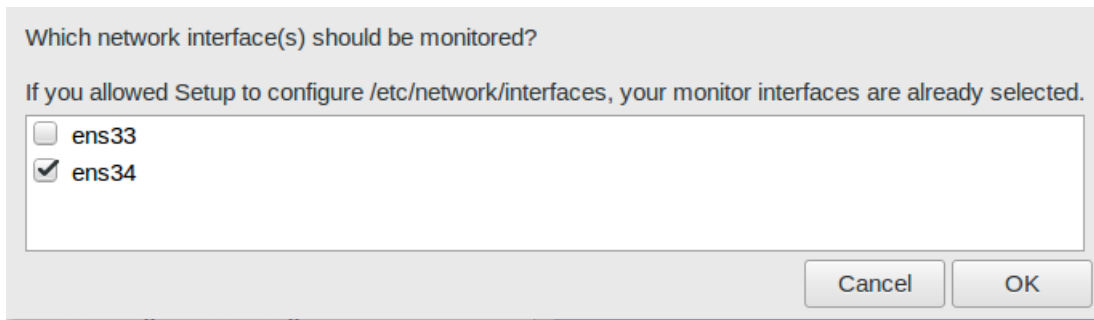 Which network interface(s) should be monitored?
If you allowed Setup to configure /etc/network/interfaces, your monitor interfaces are already selected.
ens33
ens34
Cancel OK